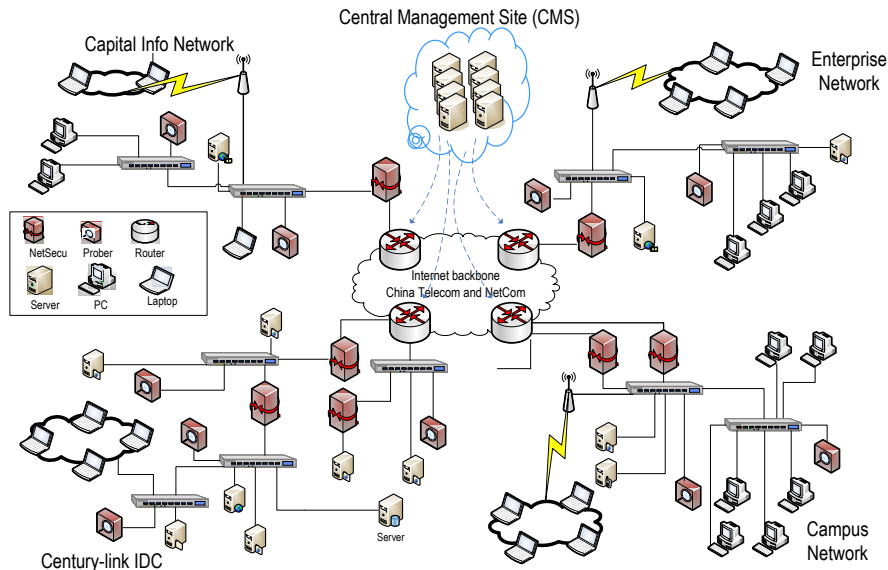 Central Management Site (CMS)
Capital Info Network
Enterprise
Network
NetSecu
Prober
Router
Server
PC
Laptop
Internet backbone
China Telecom and NetCom
Server
Century-link IDC
Campus
Network